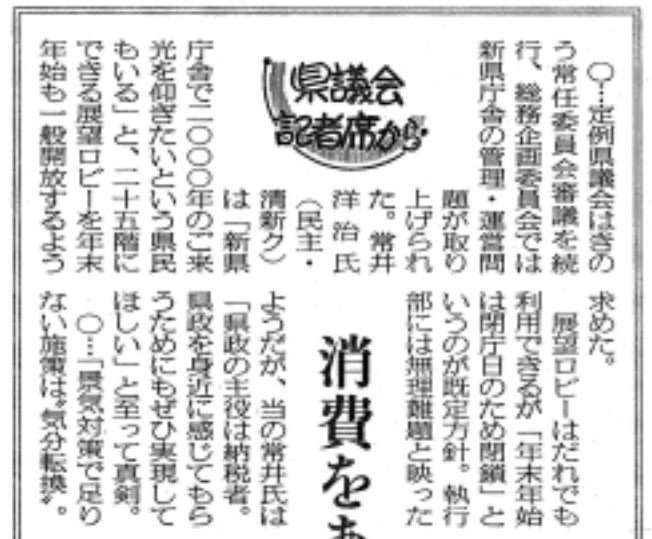 県議会
記者席から
〇…定例県議会はきの
う常任委員会審議を続
行、総務企画委員会では
新県庁舎の管理・運営問
題が取り
上げられ
た。常井
洋治氏
（民主・
清新ク）
は「新県
庁舎で二〇〇〇年のご来
光を仰ぎたいという県民
もいる」と、二十五階に
できる展望ロビーを年末
年始も一般開放するよう
求めた。
展望ロビーはだれでも
利用できるが「年末年始
は閉庁日のため閉鎖」と
いうのが既定方針。執行
部には無理難題と映った
消費をあ
ようだが、当の常井氏は
「県政の主役は納税者。
県政を身近に感じてもら
うためにもぜひ実現して
ほしい」と至って真剣。
〇…「景気対策で足り
ない施策は〝気分転換〟。